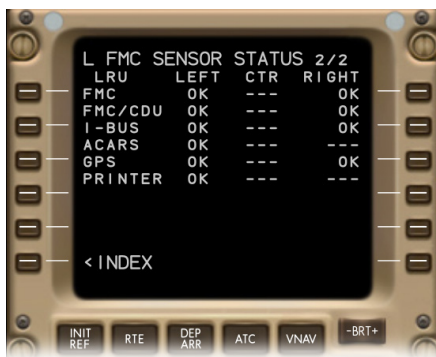 L FMC SENSOR STATUS 2/2
LRU LEFT CTR RIGHT
FMC OK --- OK
FMC/CDU OK --- OK
I-BUS OK --- OK
ACARS OK --- ---
GPS OK --- OK
PRINTER OK --- ---
<INDEX
INIT REF RTE DEP ARR ATC VNAV -BRT+